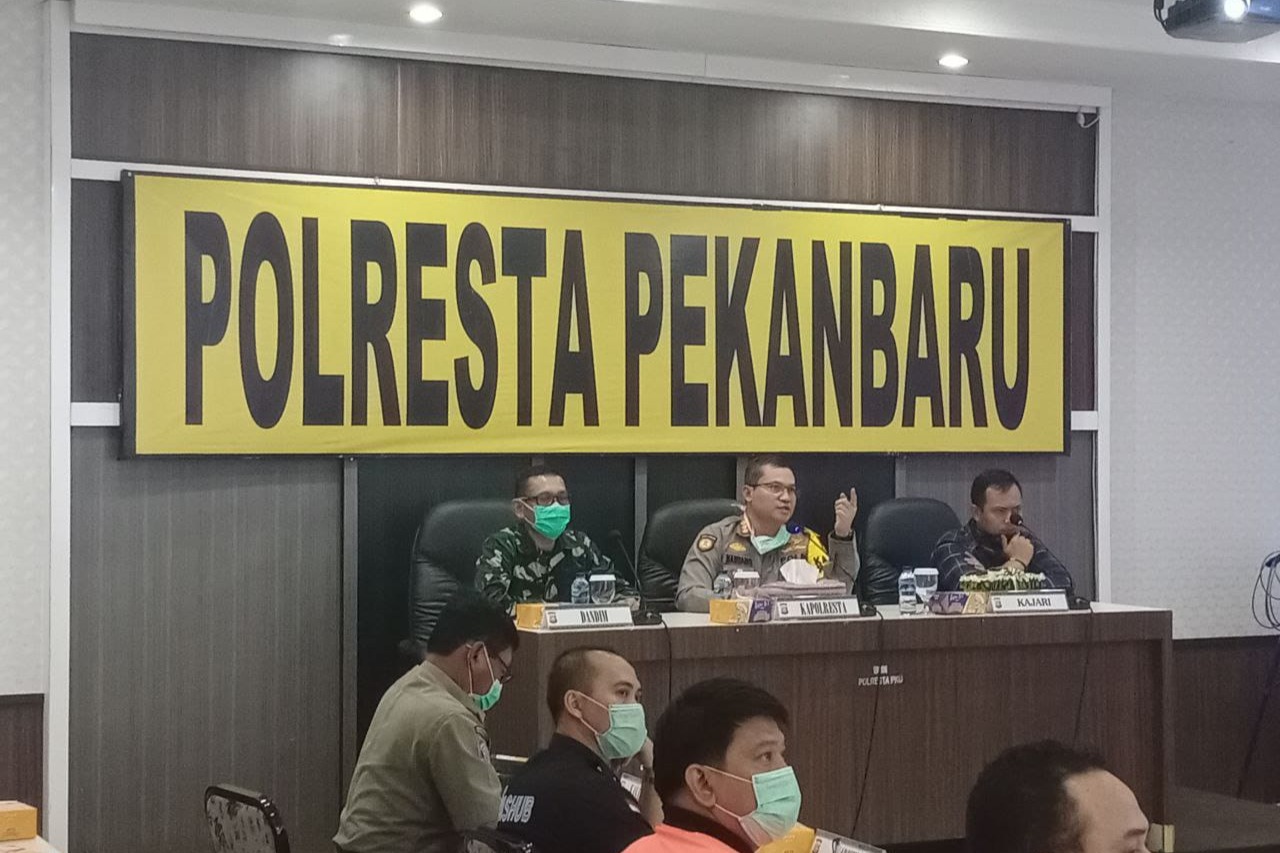 POLRESTA PEKANBARU
DANDIM
KAPOLRESTA
KAJARI
POLRESTA PKU